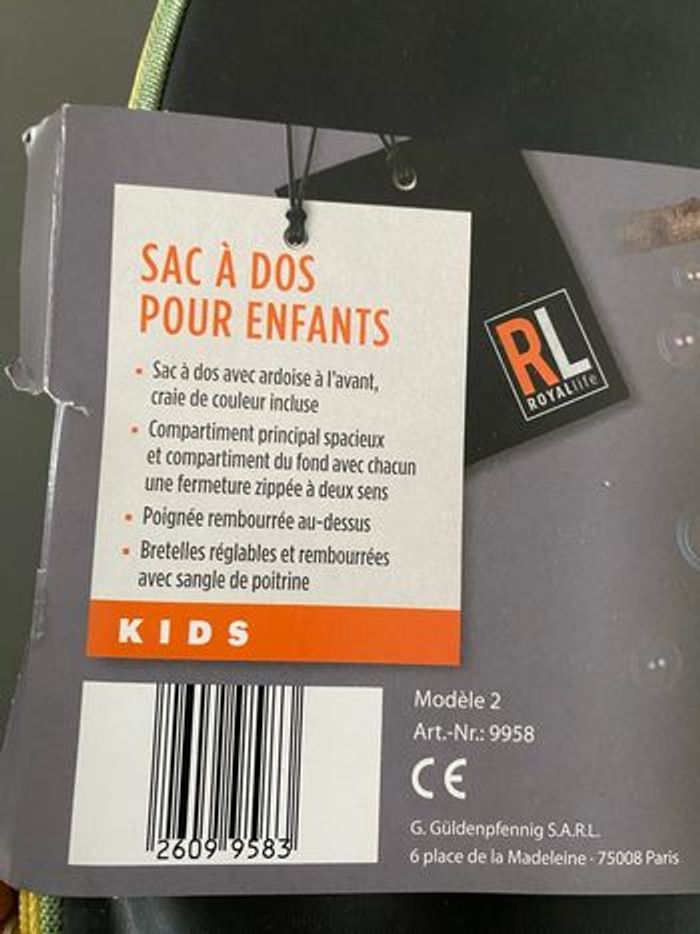 SAC À DOS
POUR ENFANTS
• Sac à dos avec ardoise à l'avant,
craie de couleur incluse
• Compartiment principal spacieux
et compartiment du fond avec chacun
une fermeture zippée à deux sens
• Poignée rembourrée au-dessus
• Bretelles réglables et rembourrées
avec sangle de poitrine
KIDS
RL
ROYALlife
2609 9583
Modèle 2
Art.-Nr.: 9958
CE
G. Güldenpfennig S.A.R.L.
6 place de la Madeleine - 75008 Paris